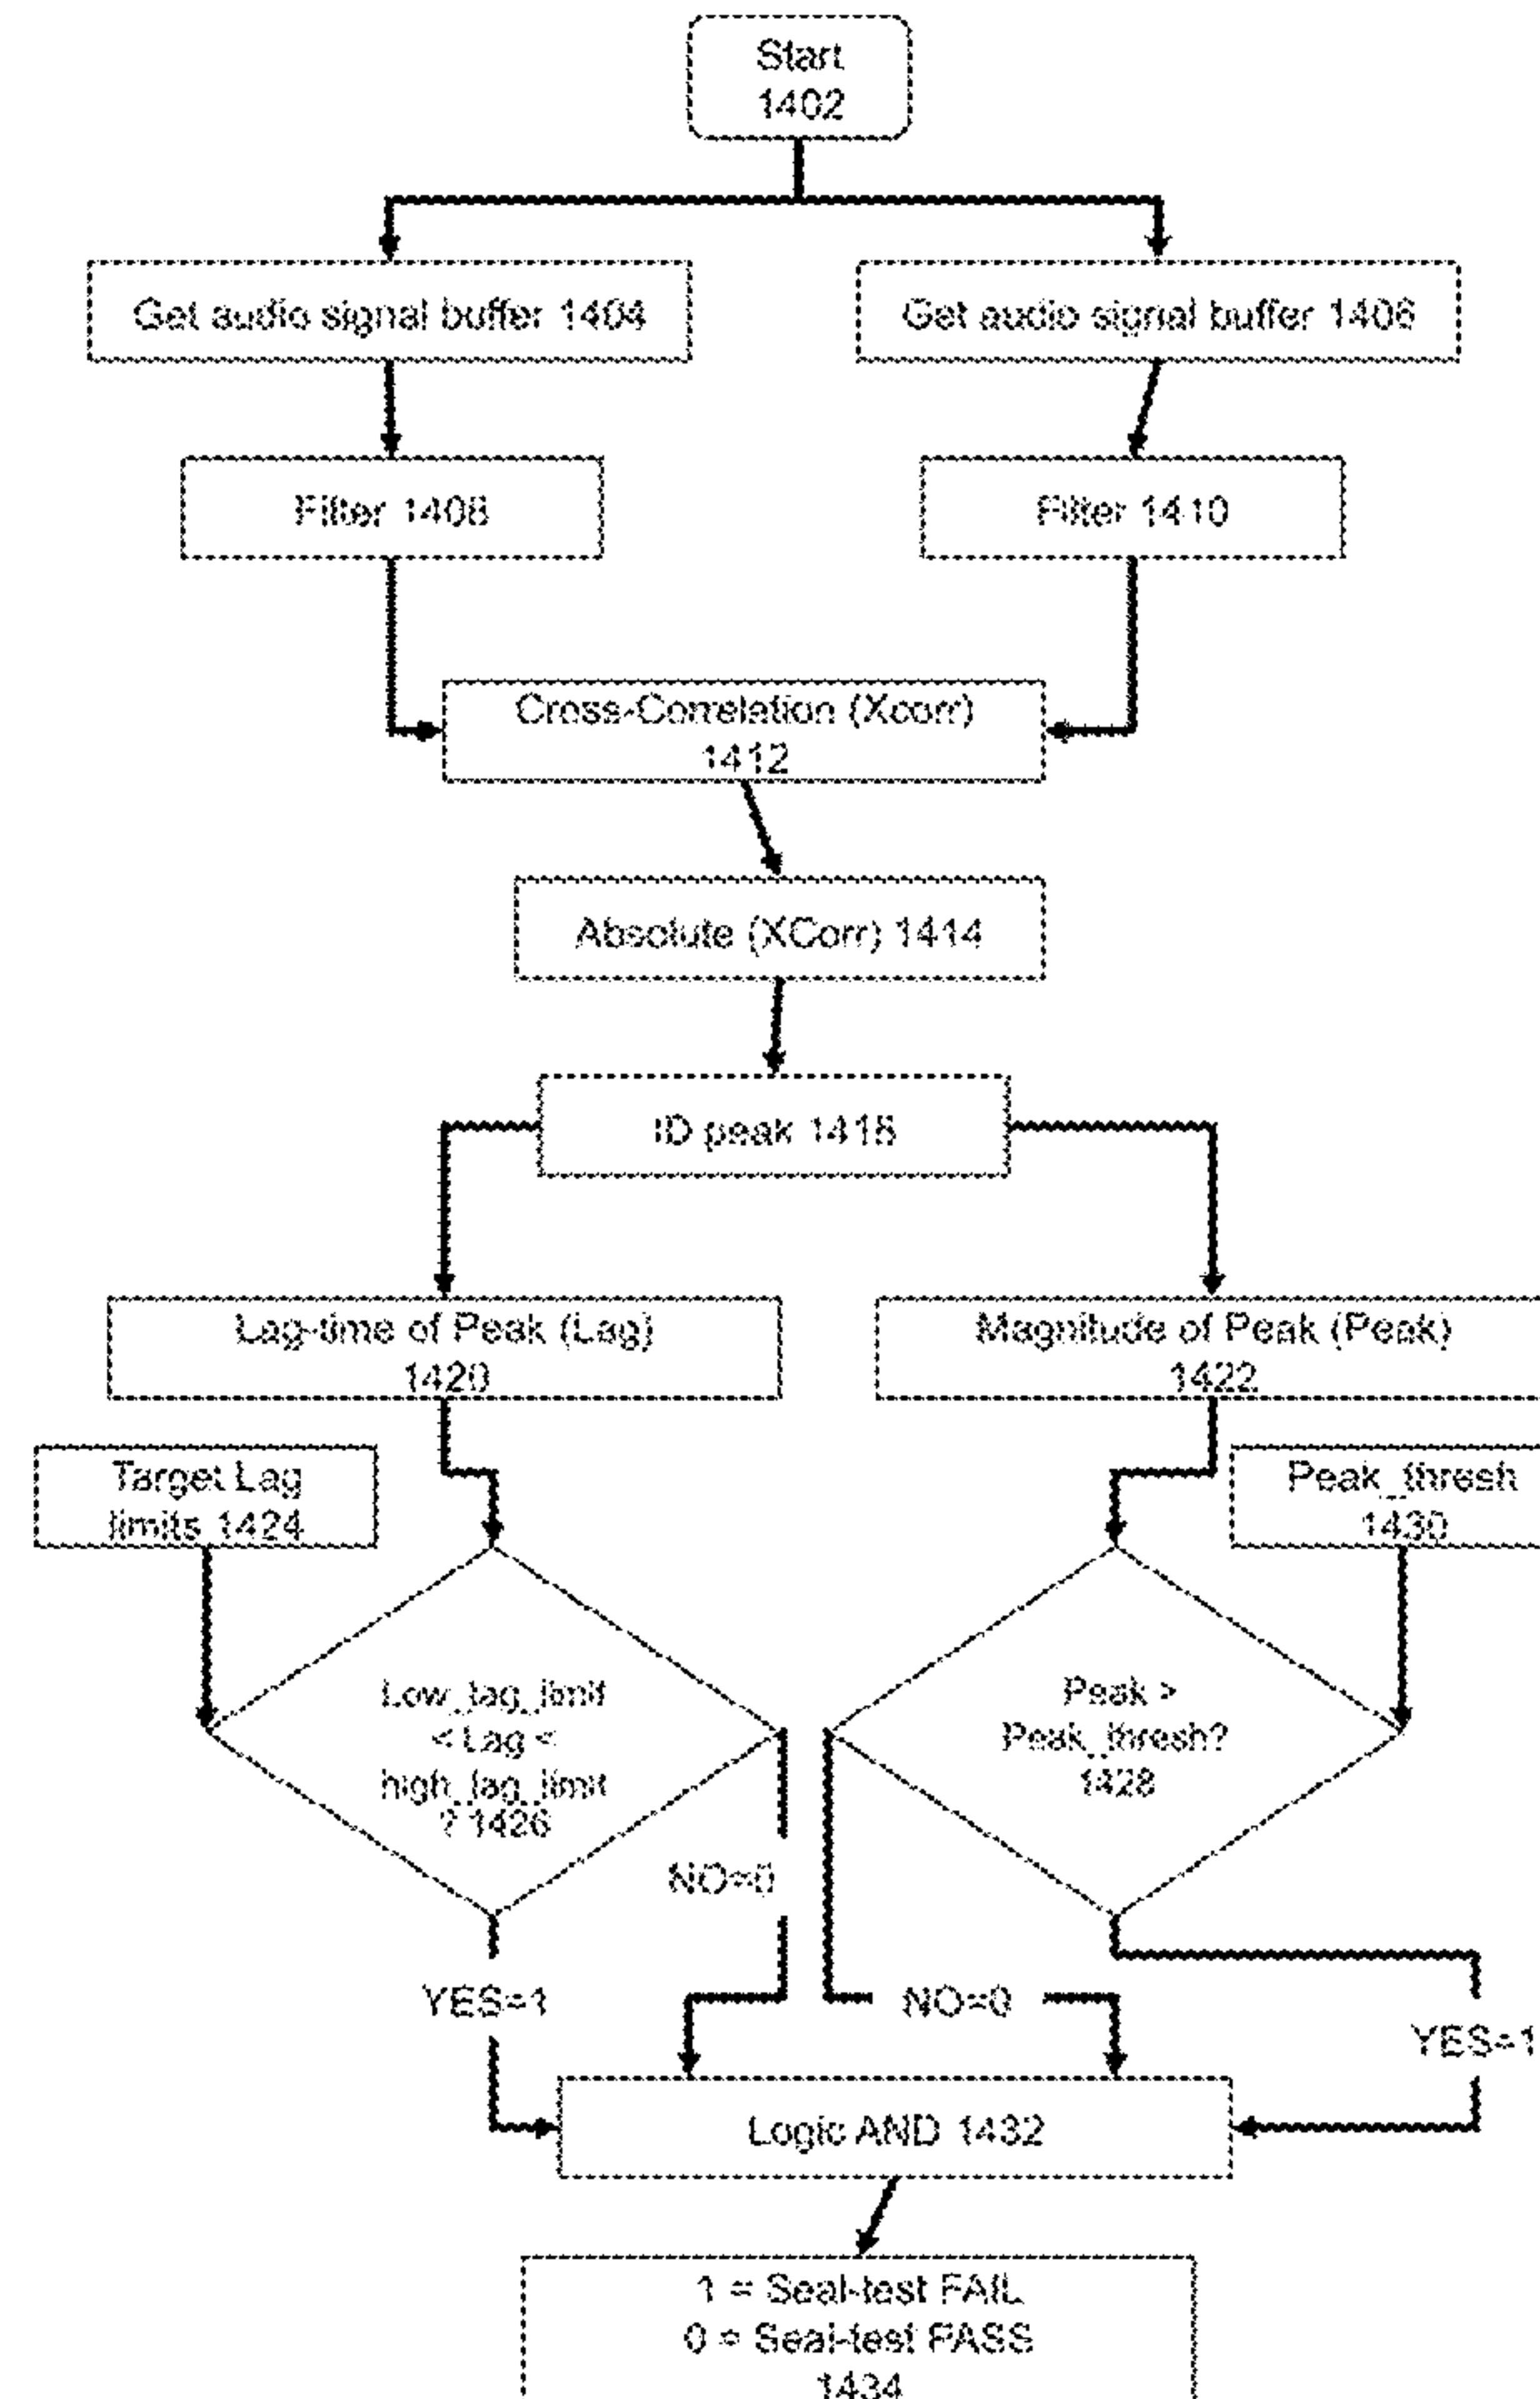 Start
1402
Get audio signal buffer 1404
Get audio signal buffer 1406
Filter 1408
Filter 1410
Cross-Correlation (Xcorr)
1412
Absolute (XCorr) 1414
ID peak 1418
Lag-time of Peak (Lag)
1420
Magnitude of Peak (Peak)
1422
Target Lag
limits 1424
Peak_thresh
1430
Low_lag_limit
< Lag <
high_lag_limit
? 1426
Peak >
Peak_thresh?
1428
NO=0
YES=1
NO=0
YES=1
Logic AND 1432
1 = Seal-test FAIL
0 = Seal-test PASS
1434